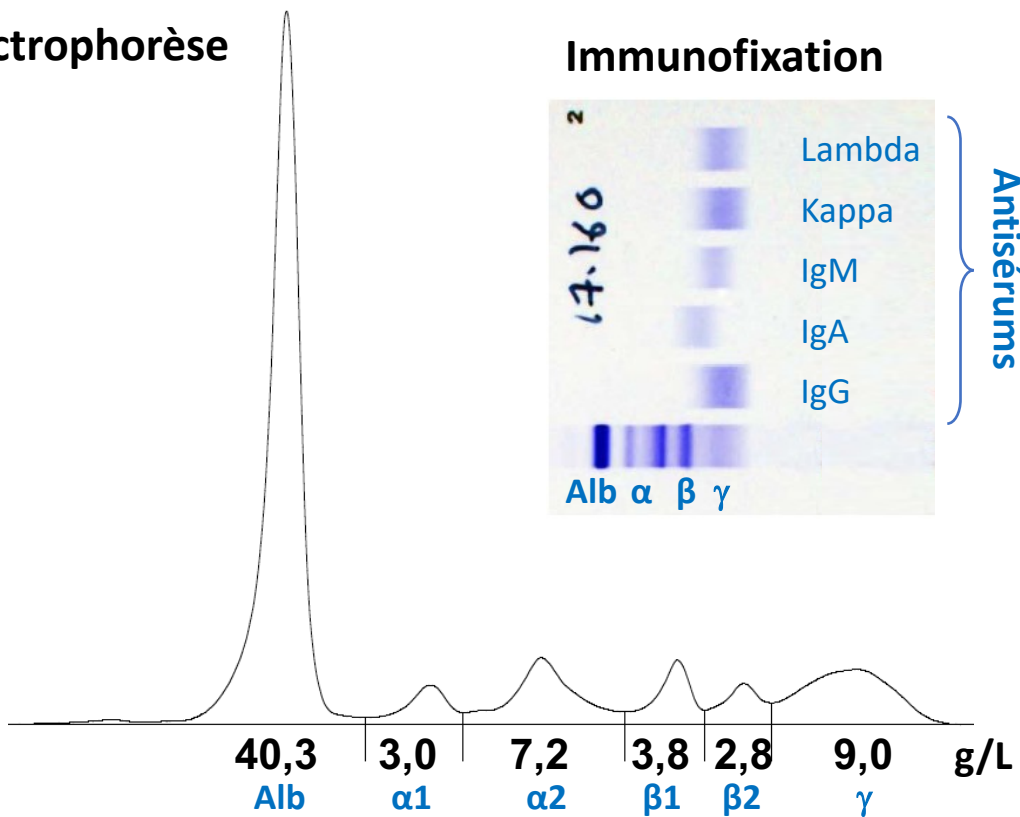 ctrophorèse
Immunofixation
2
17.160
Lambda
Kappa
IgM
IgA
IgG
Antisérums
Alb α β γ
40,3 3,0 7,2 3,8 2,8 9,0 g/L
Alb α1 α2 β1 β2 γ